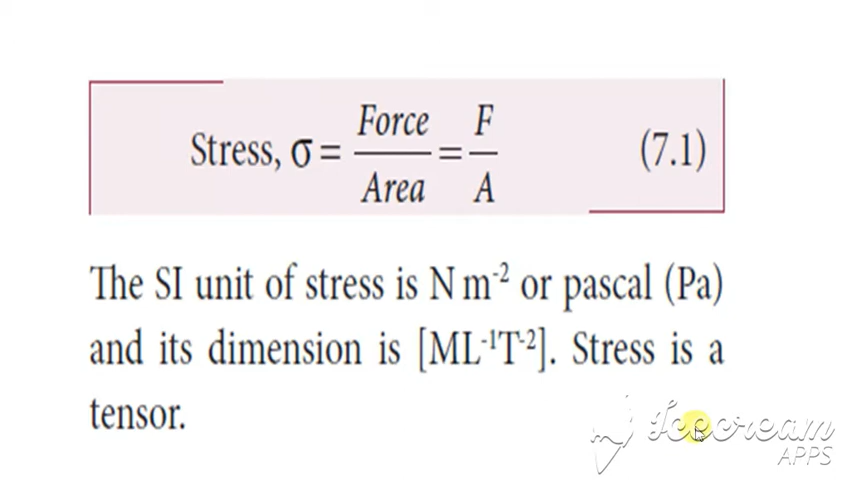 Stress, σ = Force/Area = F/A (7.1)
The SI unit of stress is N m⁻² or pascal (Pa)
and its dimension is [ML⁻¹T⁻²]. Stress is a
tensor.
Icecream
APPS